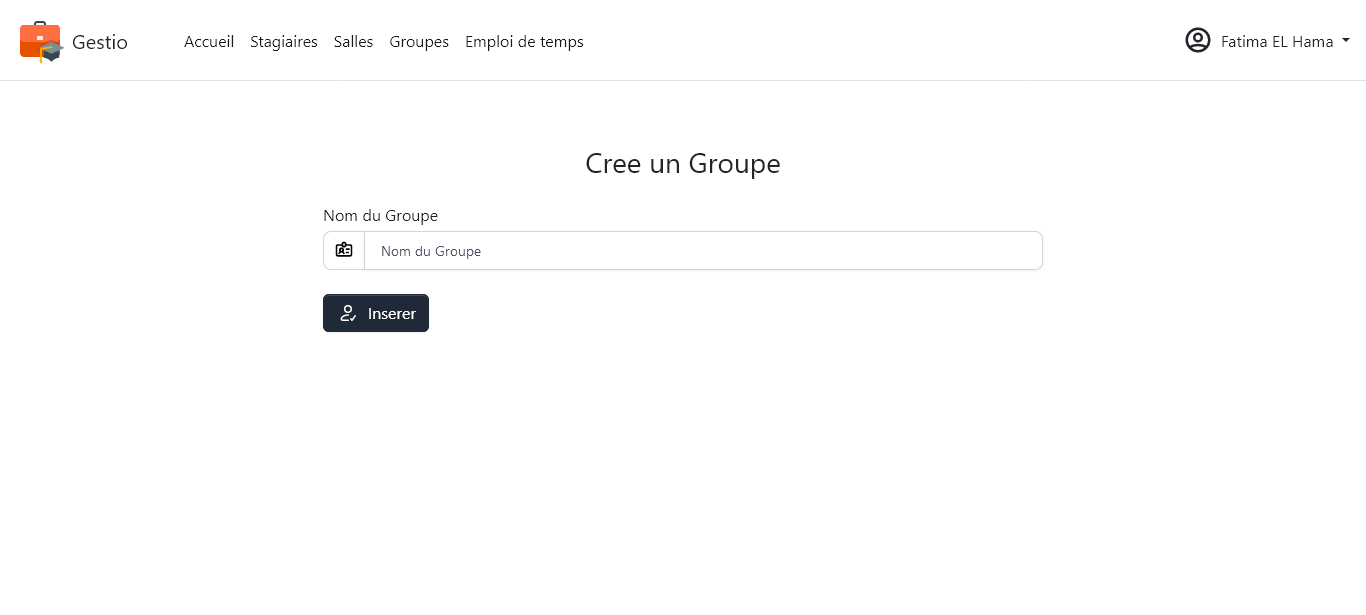 Gestio Accueil Stagiaires Salles Groupes Emploi de temps Fatima EL Hama
Cree un Groupe
Nom du Groupe
Nom du Groupe
Inserer